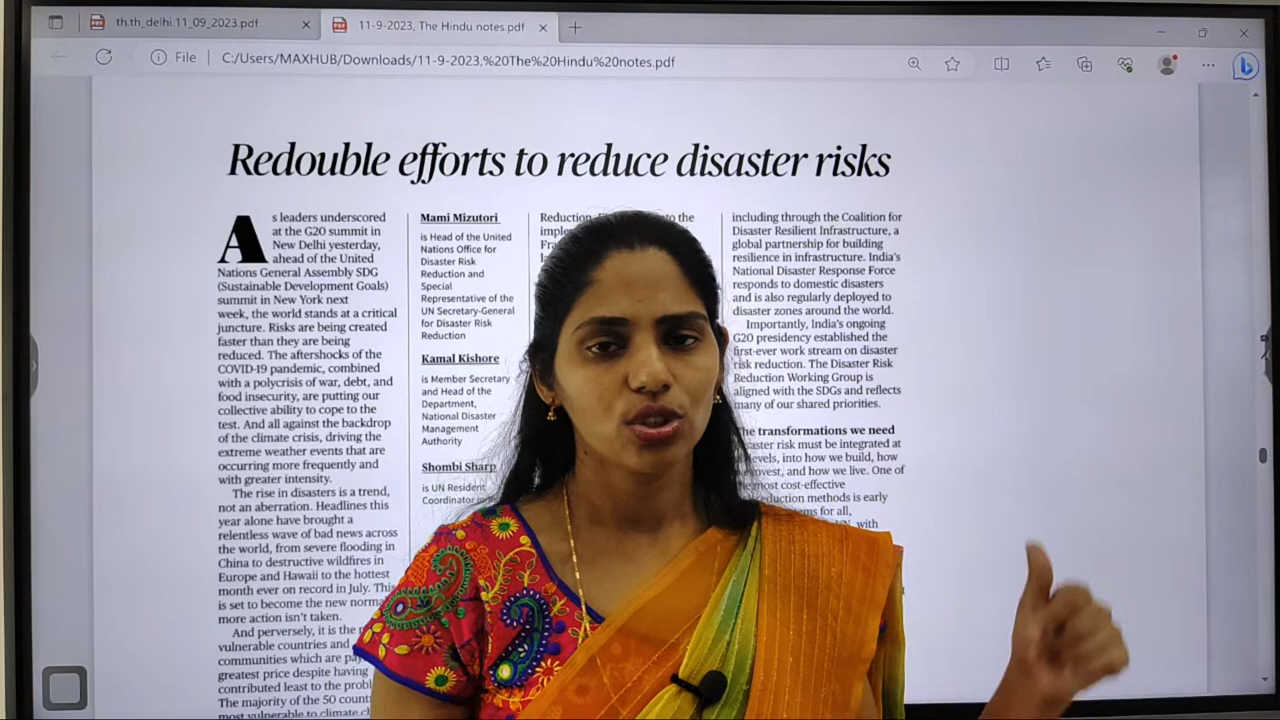 th.th_delhi.11_09_2023.pdf
11-9-2023, The Hindu notes.pdf
File
C:/Users/MAXHUB/Downloads/11-9-2023,%20The%20Hindu%20notes.pdf
Redouble efforts to reduce disaster risks
As leaders underscored
at the G20 summit in
New Delhi yesterday,
ahead of the United
Nations General Assembly SDG
(Sustainable Development Goals)
summit in New York next
week, the world stands at a critical
juncture. Risks are being created
faster than they are being
reduced. The aftershocks of the
COVID-19 pandemic, combined
with a polycrisis of war, debt, and
food insecurity, are putting our
collective ability to cope to the
test. And all against the backdrop
of the climate crisis, driving the
extreme weather events that are
occurring more frequently and
with greater intensity.
The rise in disasters is a trend,
not an aberration. Headlines this
year alone have brought a
relentless wave of bad news across
the world, from severe flooding in
China to destructive wildfires in
Europe and Hawaii to the hottest
month ever on record in July. This
is set to become the new
more action isn't taken.
And perversely, it is the
vulnerable countries and
communities which are
greatest price despite having
contributed least to the
The majority of the 50
most vulnerable to climate
Mami Mizutori
is Head of the United
Nations Office for
Disaster Risk
Reduction and
Special
Representative of the
UN Secretary-General
for Disaster Risk
Reduction
Kamal Kishore
is Member Secretary
and Head of the
Department,
National Disaster
Management
Authority
Shombi Sharp
is UN Resident
Coordinator
Reduction, the
including through the Coalition for
Disaster Resilient Infrastructure, a
global partnership for building
resilience in infrastructure. India's
National Disaster Response Force
responds to domestic disasters
and is also regularly deployed to
disaster zones around the world.
Importantly, India's ongoing
G20 presidency established the
first-ever work stream on disaster
risk reduction. The Disaster Risk
Reduction Working Group is
aligned with the SDGs and reflects
many of our shared priorities.
transformations we need
risk must be integrated at
into how we build, how
invest, and how we live. One of
most cost-effective
methods is early
for all,
with